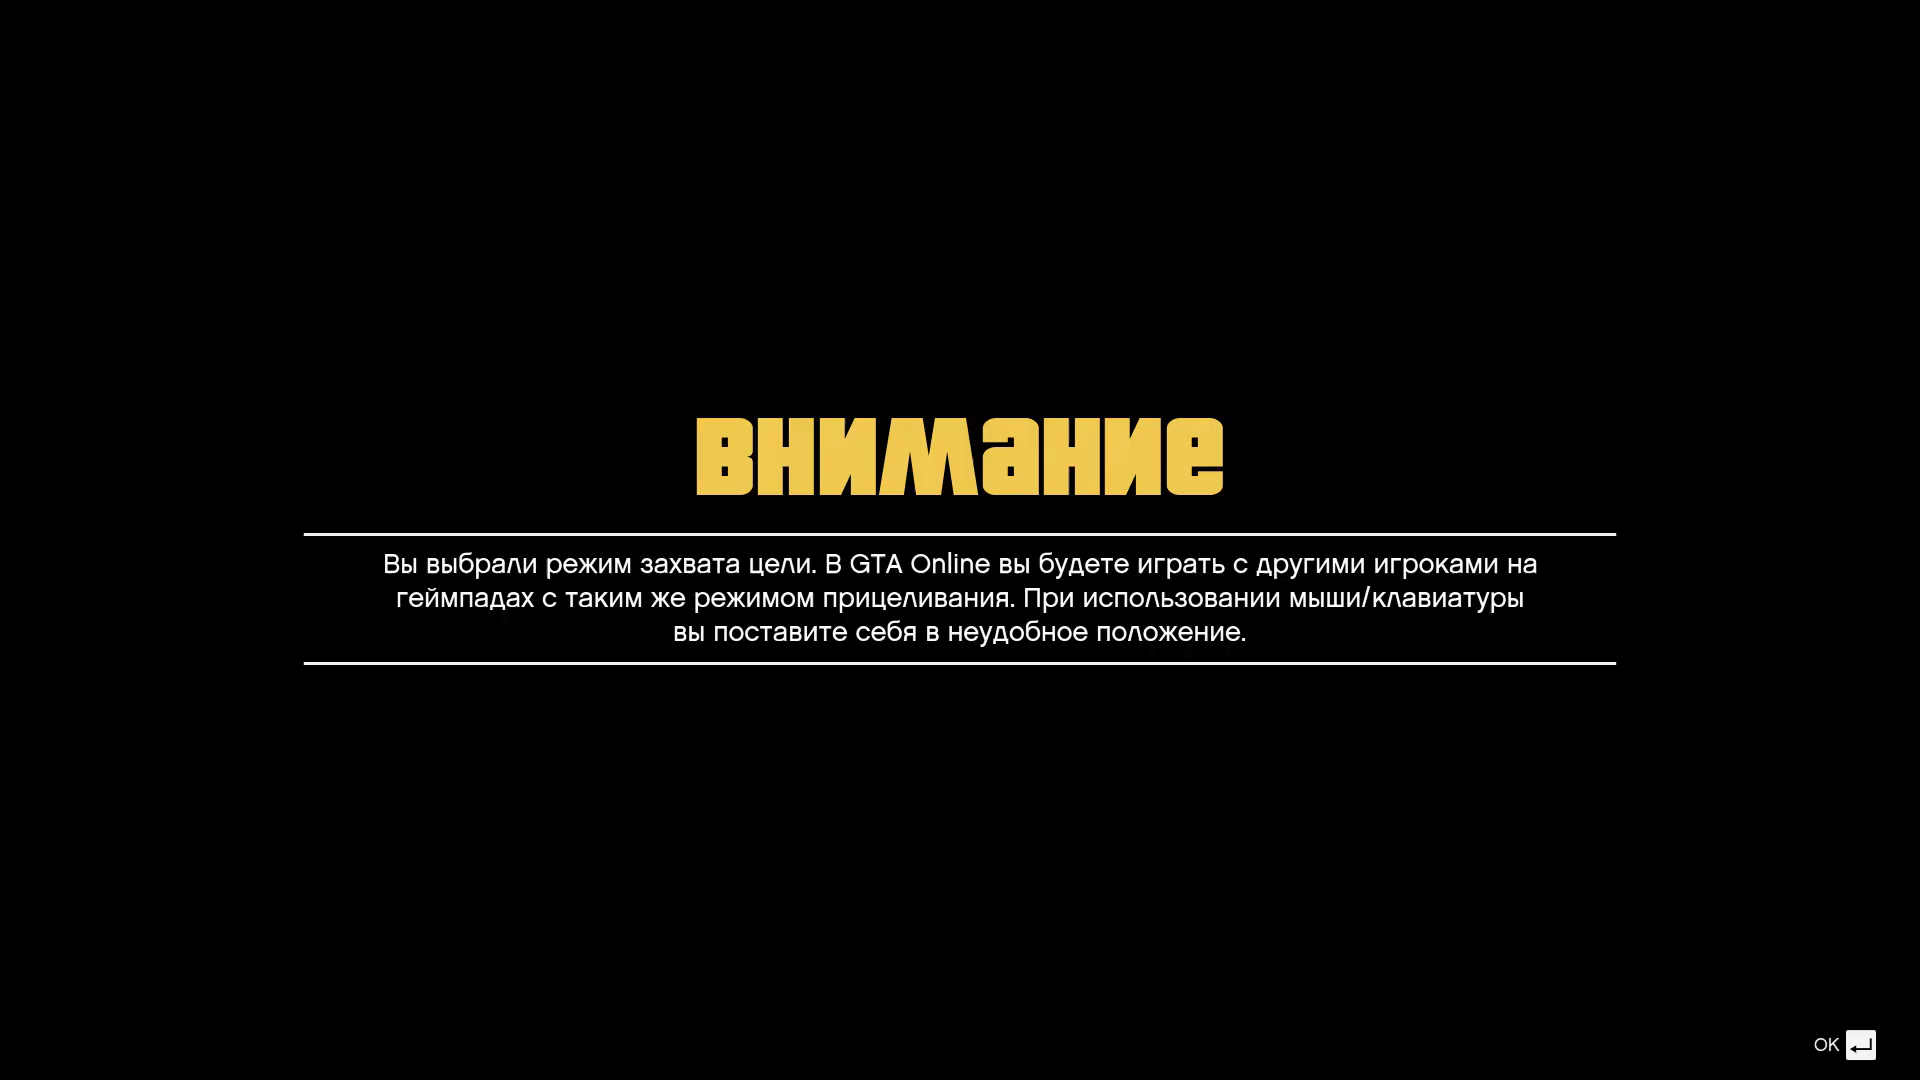 внимание
Вы выбрали режим захвата цели. В GTA Online вы будете играть с другими игроками на
геймпадах с таким же режимом прицеливания. При использовании мыши/клавиатуры
вы поставите себя в неудобное положение.
ОК